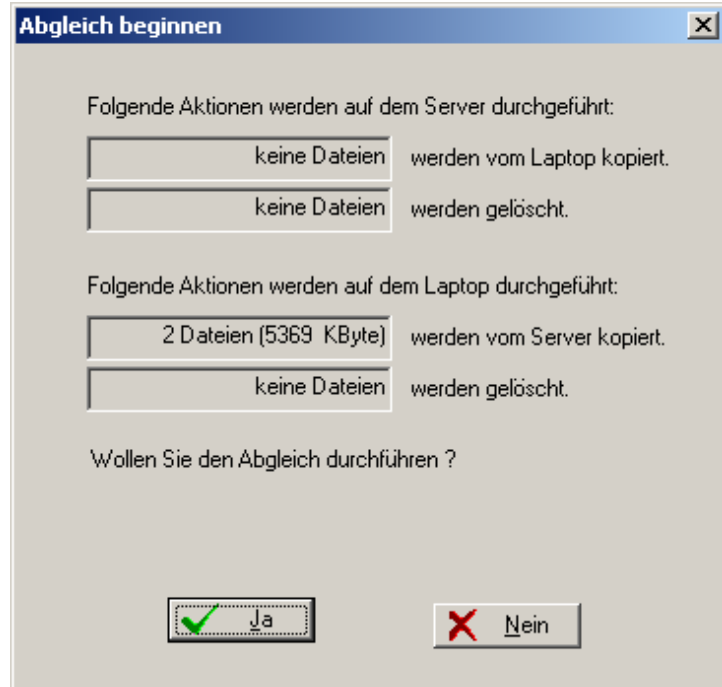 Abgleich beginnen
Folgende Aktionen werden auf dem Server durchgeführt:
keine Dateien werden vom Laptop kopiert.
keine Dateien werden gelöscht.
Folgende Aktionen werden auf dem Laptop durchgeführt:
2 Dateien (5369 KByte) werden vom Server kopiert.
keine Dateien werden gelöscht.
Wollen Sie den Abgleich durchführen ?
Ja Nein